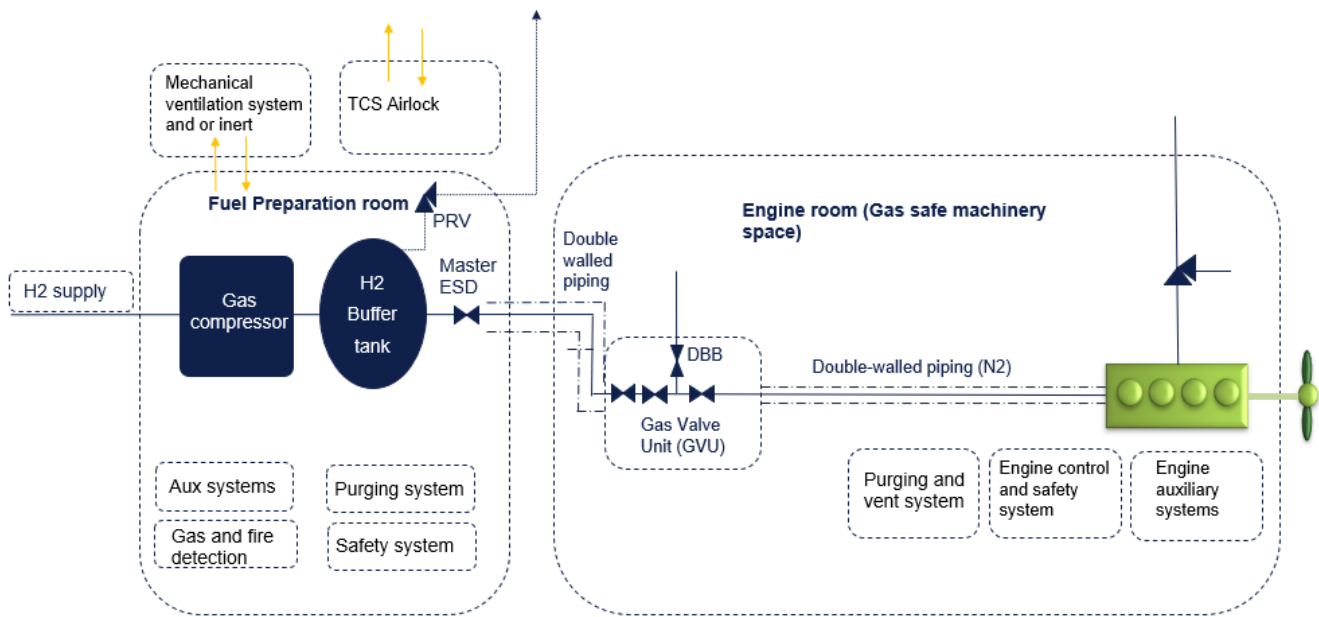 Mechanical
ventilation system
and or inert
TCS Airlock
Fuel Preparation room
PRV
H2 supply
Gas
compressor
H2
Buffer
tank
Master
ESD
Aux systems
Purging system
Gas and fire
detection
Safety system
Engine room (Gas safe machinery
space)
Double
walled
piping
DBB
Gas Valve
Unit (GVU)
Double-walled piping (N2)
Purging and
vent system
Engine control
and safety
system
Engine
auxiliary
systems